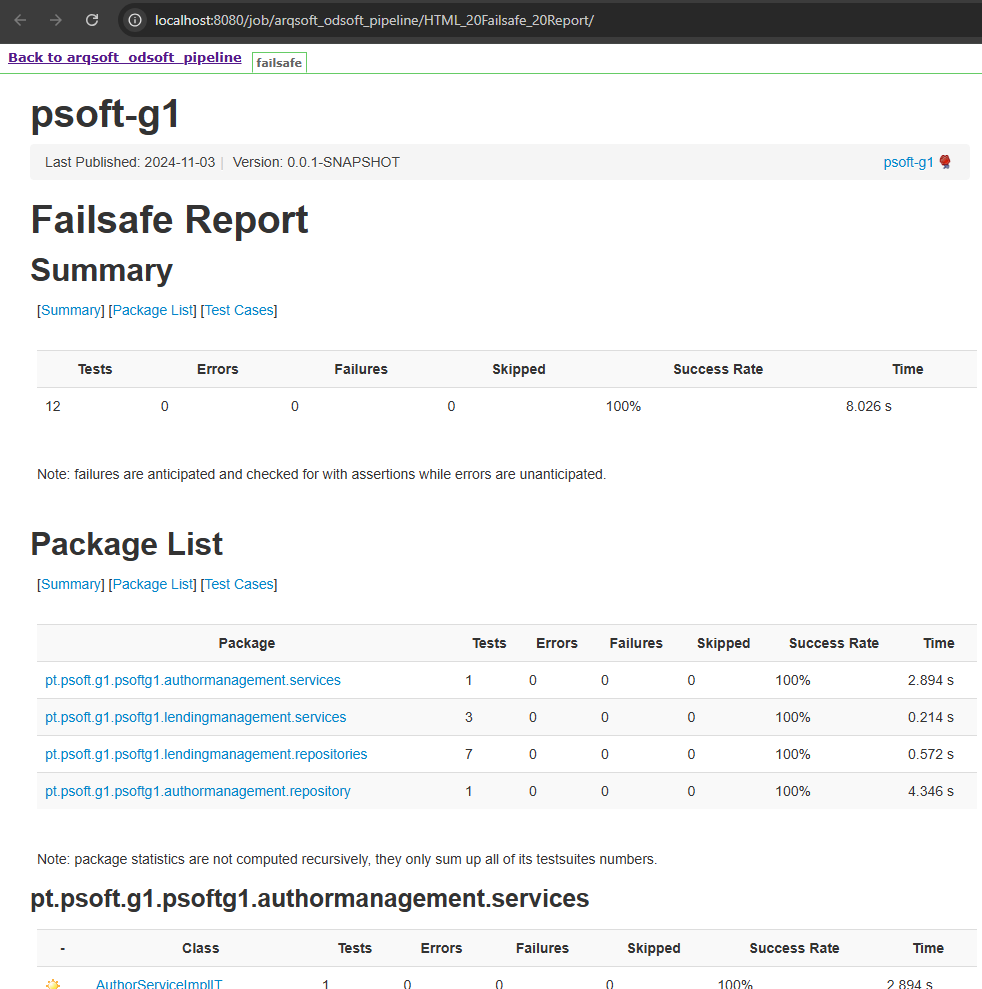 localhost:8080/job/arqsoft_odsoft_pipeline/HTML_20Failsafe_20Report/
Back to arqsoft_odsoft_pipeline failsafe
psoft-g1
Last Published: 2024-11-03 | Version: 0.0.1-SNAPSHOT psoft-g1
Failsafe Report
Summary
[Summary] [Package List] [Test Cases]
Tests Errors Failures Skipped Success Rate Time
12 0 0 0 100% 8.026 s
Note: failures are anticipated and checked for with assertions while errors are unanticipated.
Package List
[Summary] [Package List] [Test Cases]
Package Tests Errors Failures Skipped Success Rate Time
pt.psoft.g1.psoftg1.authormanagement.services 1 0 0 0 100% 2.894 s
pt.psoft.g1.psoftg1.lendingmanagement.services 3 0 0 0 100% 0.214 s
pt.psoft.g1.psoftg1.lendingmanagement.repositories 7 0 0 0 100% 0.572 s
pt.psoft.g1.psoftg1.authormanagement.repository 1 0 0 0 100% 4.346 s
Note: package statistics are not computed recursively, they only sum up all of its testsuites numbers.
pt.psoft.g1.psoftg1.authormanagement.services
- Class Tests Errors Failures Skipped Success Rate Time
AuthorServiceImplIT 1 0 0 0 100% 2.894 s